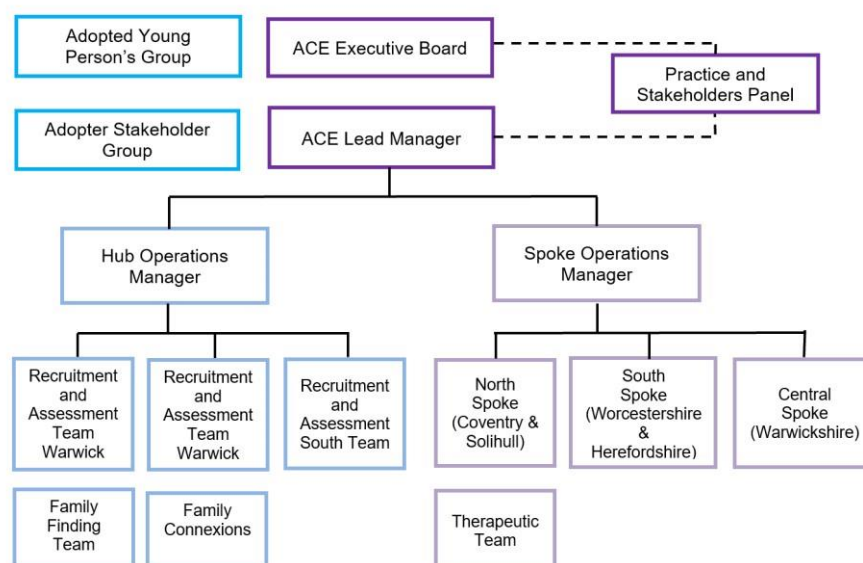 Adopted Young
Person's Group
ACE Executive Board
Practice and
Stakeholders Panel
Adopter Stakeholder
Group
ACE Lead Manager
Hub Operations
Manager
Spoke Operations
Manager
Recruitment
and
Assessment
Team
Warwick
Recruitment
and
Assessment
Team
Warwick
Recruitment
and
Assessment
South Team
North
Spoke
(Coventry &
Solihull)
South
Spoke
(Worcestershire
&
Herefordshire)
Central
Spoke
(Warwickshire)
Family
Finding
Team
Family
Connexions
Therapeutic
Team